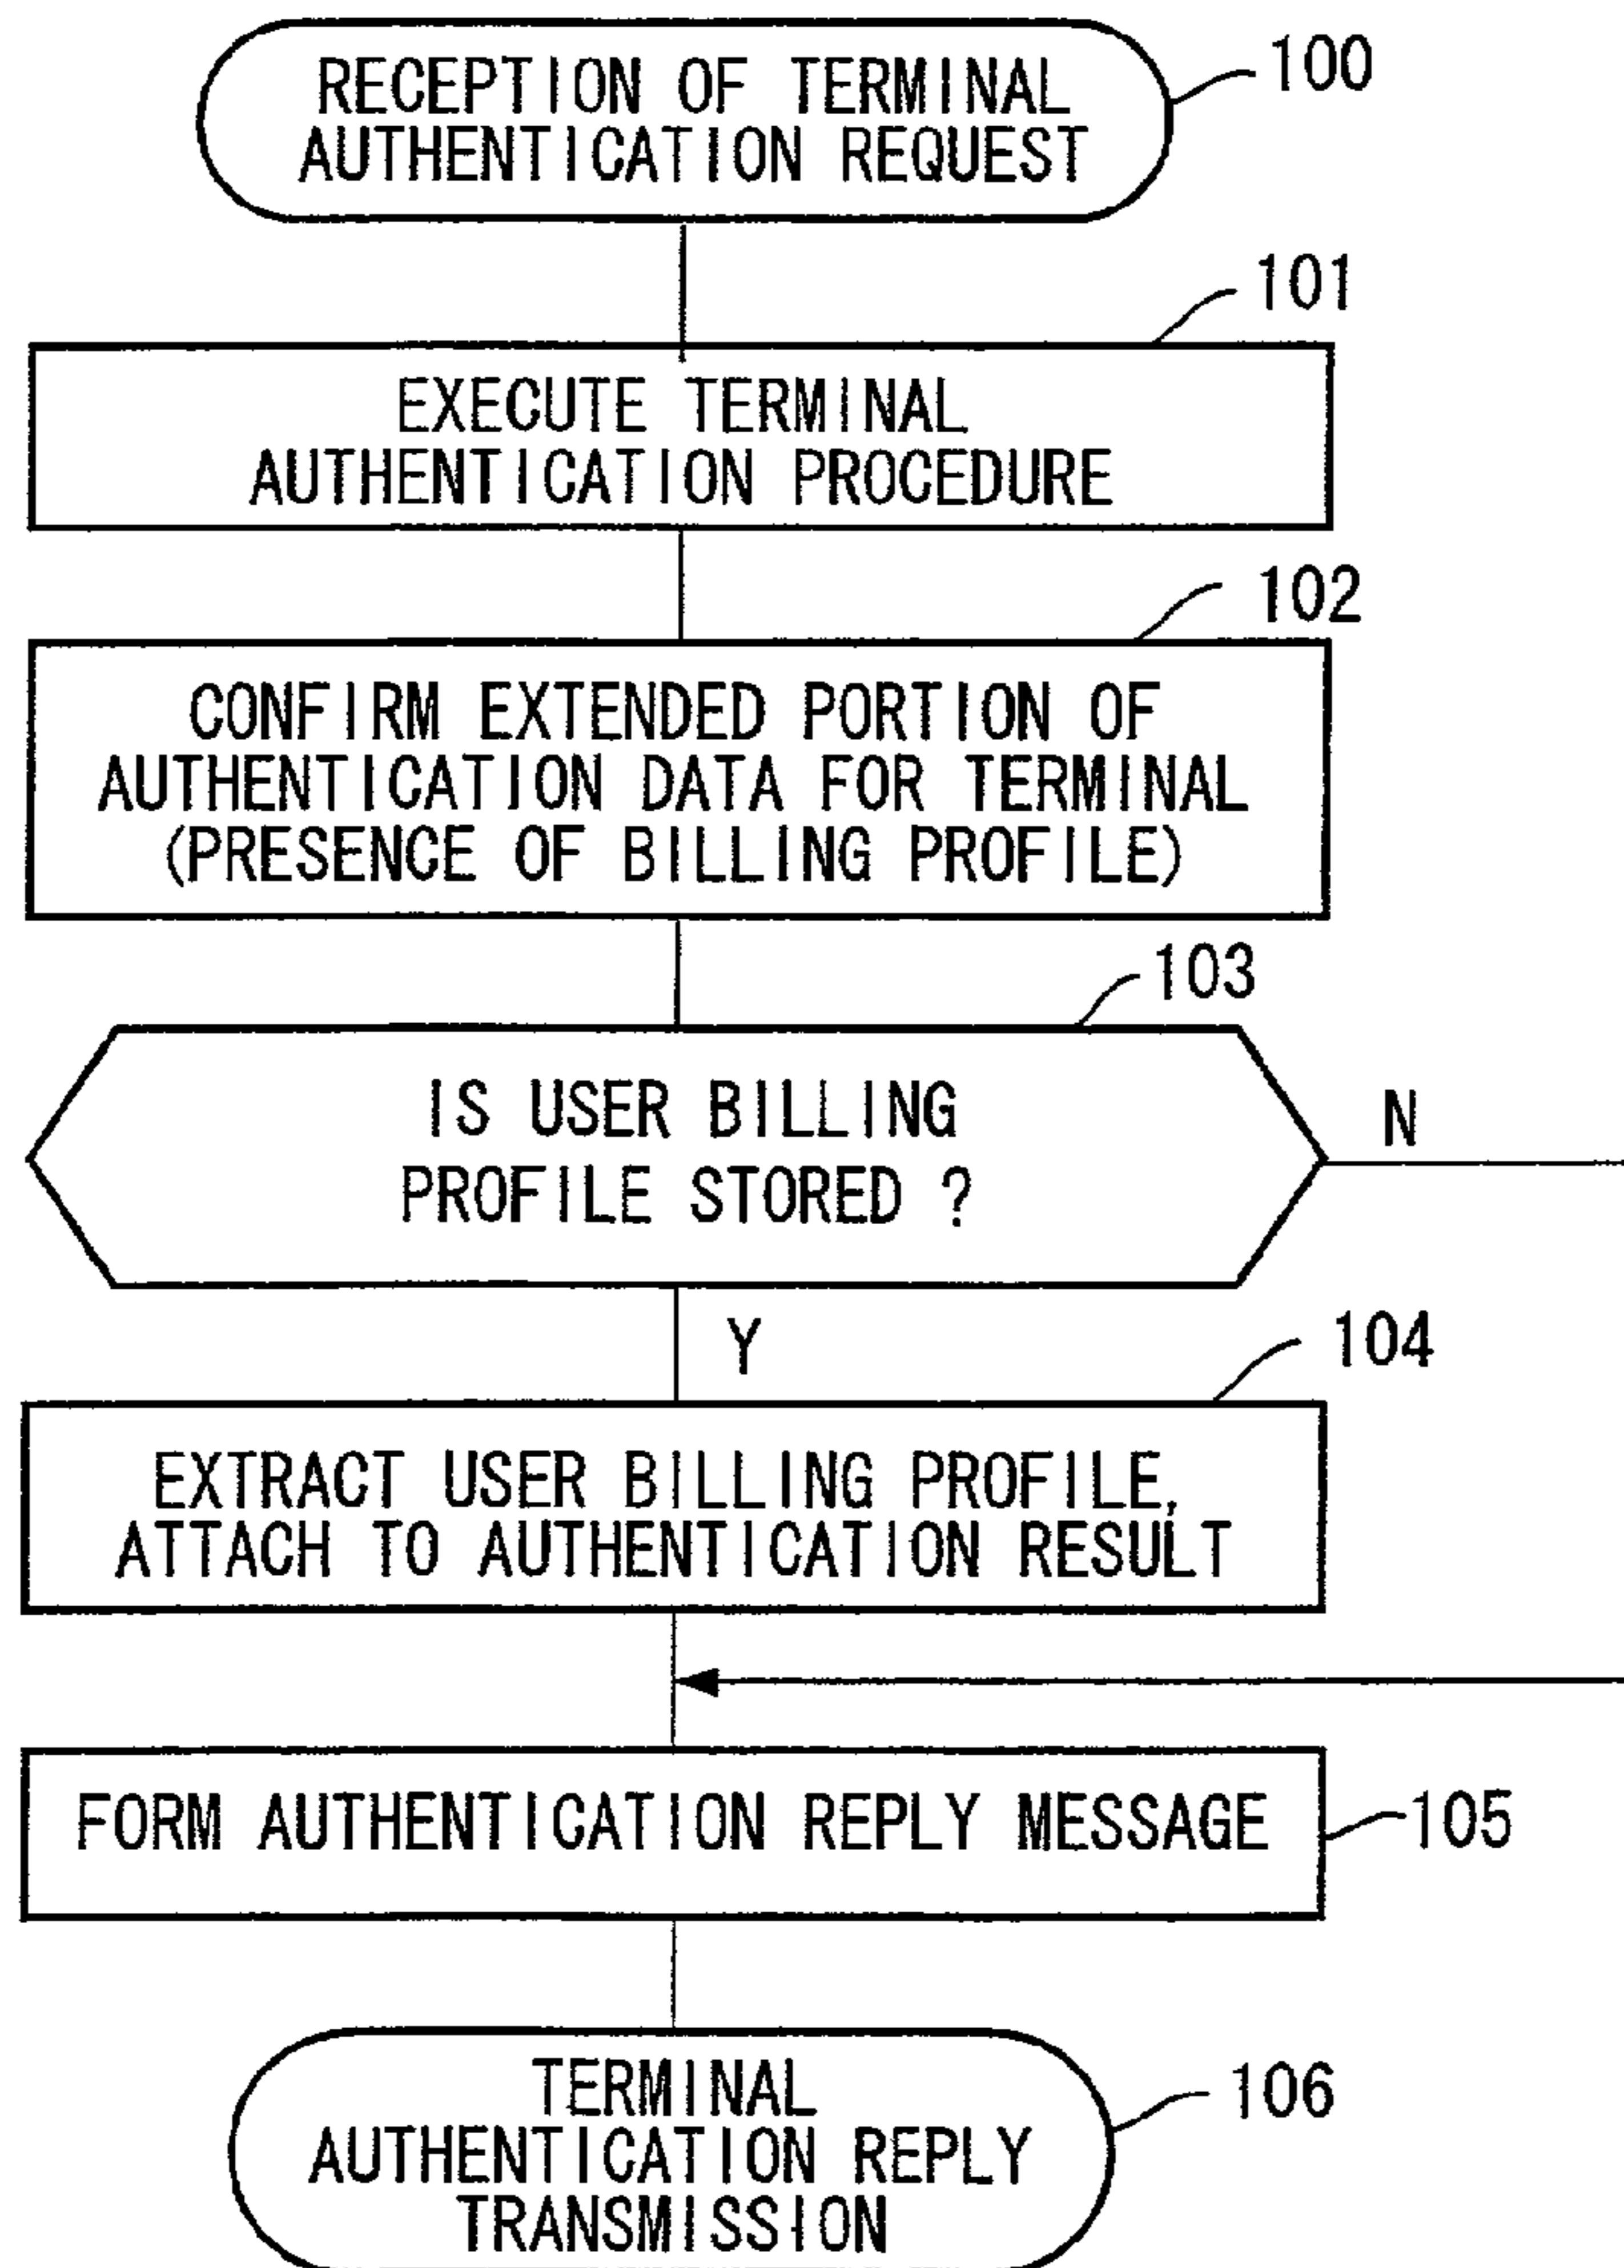 RECEPTION OF TERMINAL
AUTHENTICATION REQUEST
100
101
EXECUTE TERMINAL
AUTHENTICATION PROCEDURE
102
CONFIRM EXTENDED PORTION OF
AUTHENTICATION DATA FOR TERMINAL
(PRESENCE OF BILLING PROFILE)
103
IS USER BILLING
PROFILE STORED ?
N
Y
104
EXTRACT USER BILLING PROFILE,
ATTACH TO AUTHENTICATION RESULT
FORM AUTHENTICATION REPLY MESSAGE
105
TERMINAL
AUTHENTICATION REPLY
TRANSMISSION
106